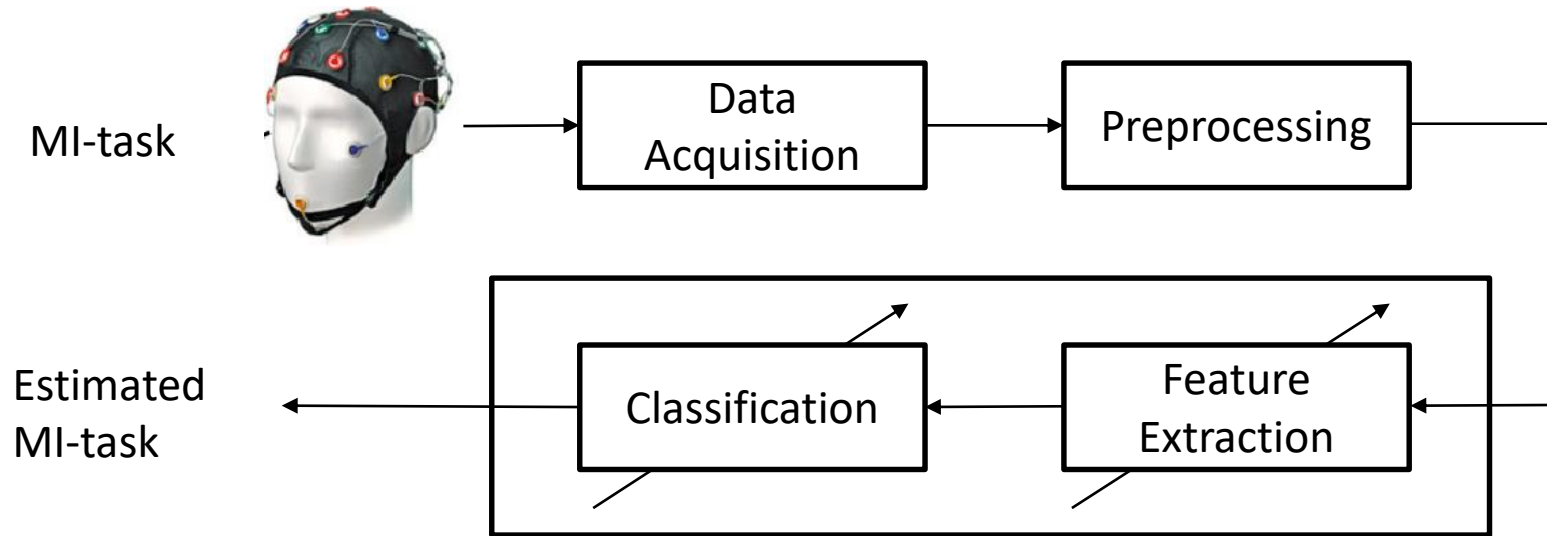 MI-task
Data
Acquisition
Preprocessing
Feature
Extraction
Classification
Estimated
MI-task